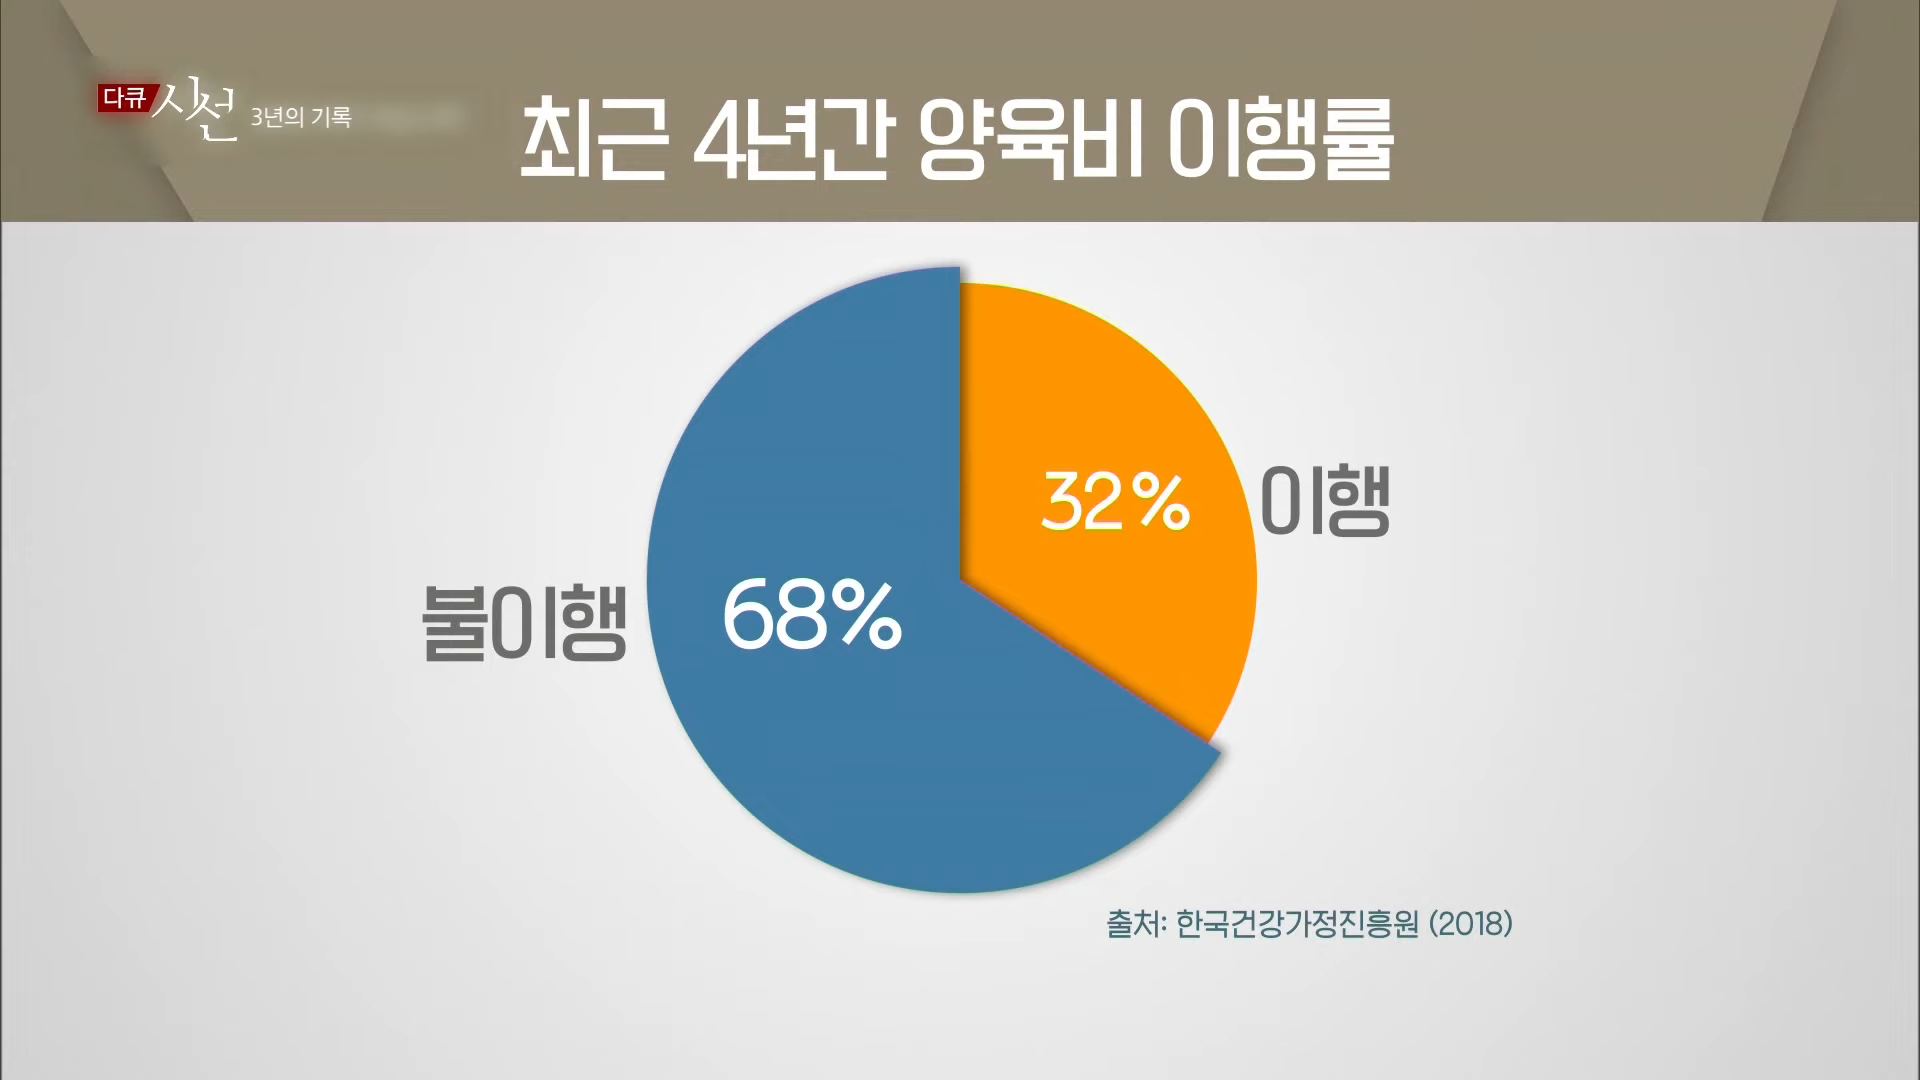 다큐 시선 3년의 기록
최근 4년간 양육비 이행률
32%
이행
68%
불이행
출처: 한국건강가정진흥원 (2018)